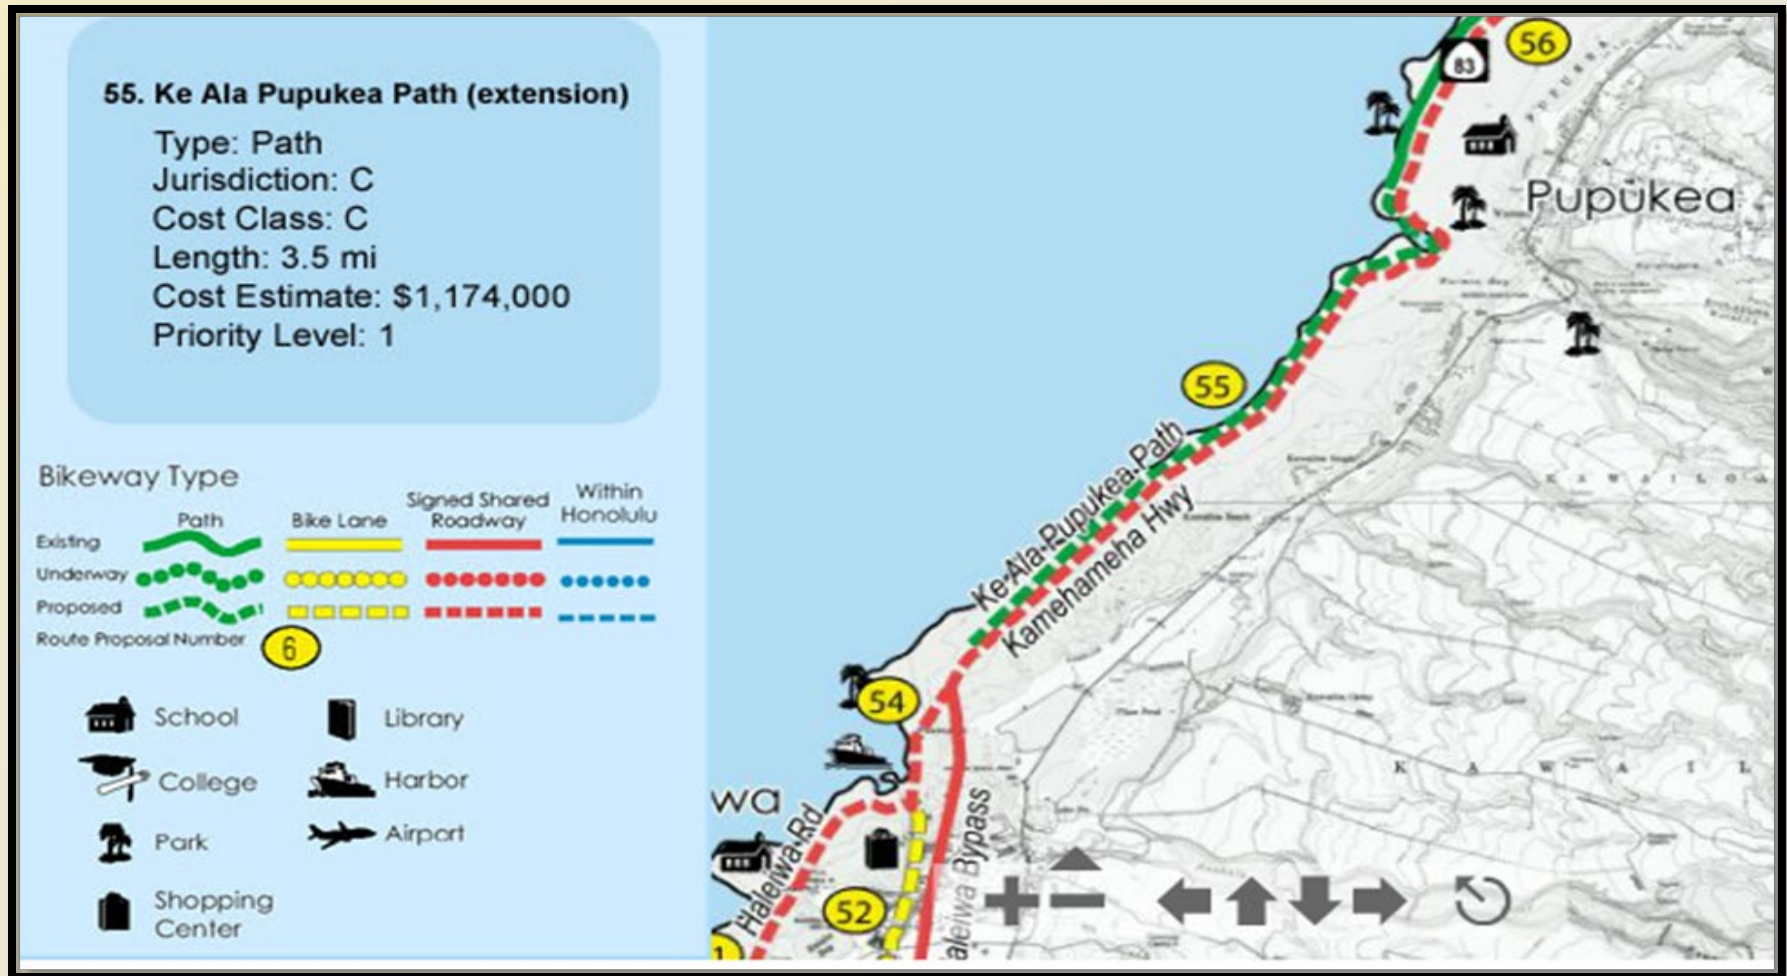 55. Ke Ala Pupukea Path (extension)
Type: Path
Jurisdiction: C
Cost Class: C
Length: 3.5 mi
Cost Estimate: $1,174,000
Priority Level: 1
Bikeway Type
Path
Bike Lane
Signed Shared
Roadway
Within
Honolulu
Existing
Underway
Proposed
Route Proposal Number
6
School
Library
College
Harbor
Park
Airport
Shopping
Center
56
83
Pupukea
55
Ke Ala Pupukea Path
Kamehameha Hwy
54
wa
Haleiwa Rd
aleiwa Bypass
52
1
K A W A I L